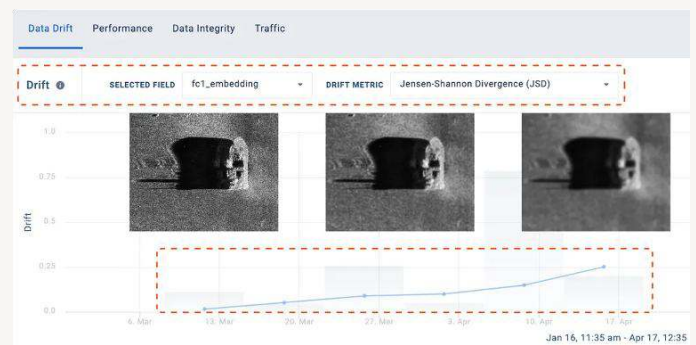 Data Drift Performance Data Integrity Traffic
Drift SELECTED FIELD fc1_embedding DRIFT METRIC Jensen-Shannon Divergence (JSD)
1.0
0.75
0.5
0.25
0.0
Drift
6. Mar 13. Mar 20. Mar 27. Mar 3. Apr 10. Apr 17. Apr
Jan 16, 11:35 am - Apr 17, 12:35